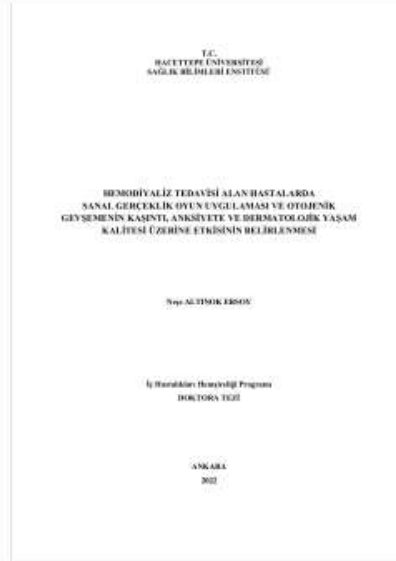 T.C.
HACETTEPE ÜNİVERSİTESİ
SAĞLIK BİLİMLERİ ENSTİTÜSÜ
HEMODİYALİZ TEDAVİSİ ALAN HASTALARDA
SANAL GERÇEKLİK OYUN UYGULAMASI VE OTOJENİK
GEVŞEMENİN KAŞINTI, ANKSİYETE VE DERMATOLOJİK YAŞAM
KALİTESİ ÜZERİNE ETKİSİNİN BELİRLENMESİ
Neşe ALTINOK ERSOY
İç Hastalıkları Hemşireliği Programı
DOKTORA TEZİ
ANKARA
2022